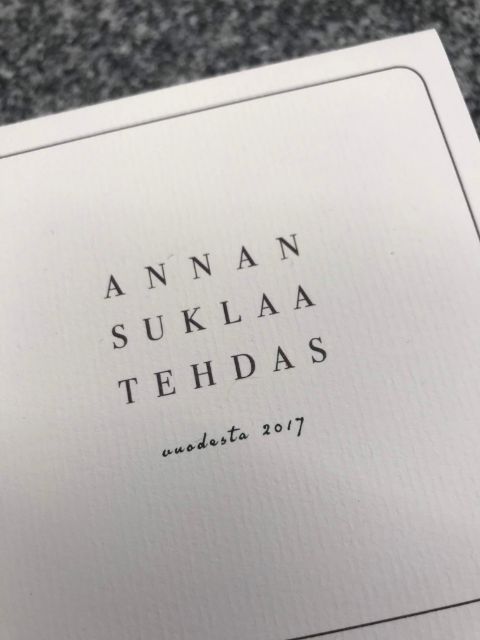 ANNAN
SUKLAA
TEHDAS
vuodesta 2017